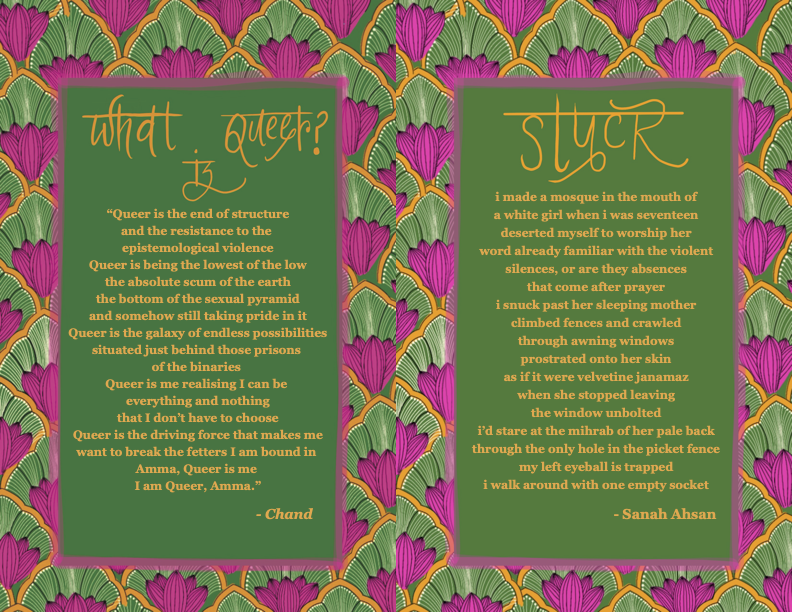 What Queer?
is
“Queer is the end of structure
and the resistance to the
epistemological violence
Queer is being the lowest of the low
the absolute scum of the earth
the bottom of the sexual pyramid
and somehow still taking pride in it
Queer is the galaxy of endless possibilities
situated just behind those prisons
of the binaries
Queer is me realising I can be
everything and nothing
that I don’t have to choose
Queer is the driving force that makes me
want to break the fetters I am bound in
Amma, Queer is me
I am Queer, Amma.”
- Chand
stuck
i made a mosque in the mouth of
a white girl when i was seventeen
deserted myself to worship her
word already familiar with the violent
silences, or are they absences
that come after prayer
i snuck past her sleeping mother
climbed fences and crawled
through awning windows
prostrated onto her skin
as if it were velvetine janamaz
when she stopped leaving
the window unbolted
i’d stare at the mihrab of her pale back
through the only hole in the picket fence
my left eyeball is trapped
i walk around with one empty socket
- Sanah Ahsan